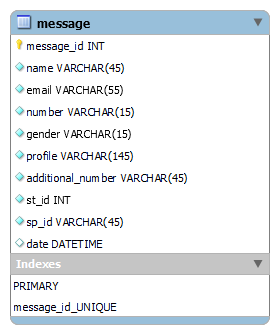 message
message_id INT
name VARCHAR(45)
email VARCHAR(55)
number VARCHAR(15)
gender VARCHAR(15)
profile VARCHAR(145)
additional_number VARCHAR(45)
st_id INT
sp_id VARCHAR(45)
date DATETIME
Indexes
PRIMARY
message_id_UNIQUE